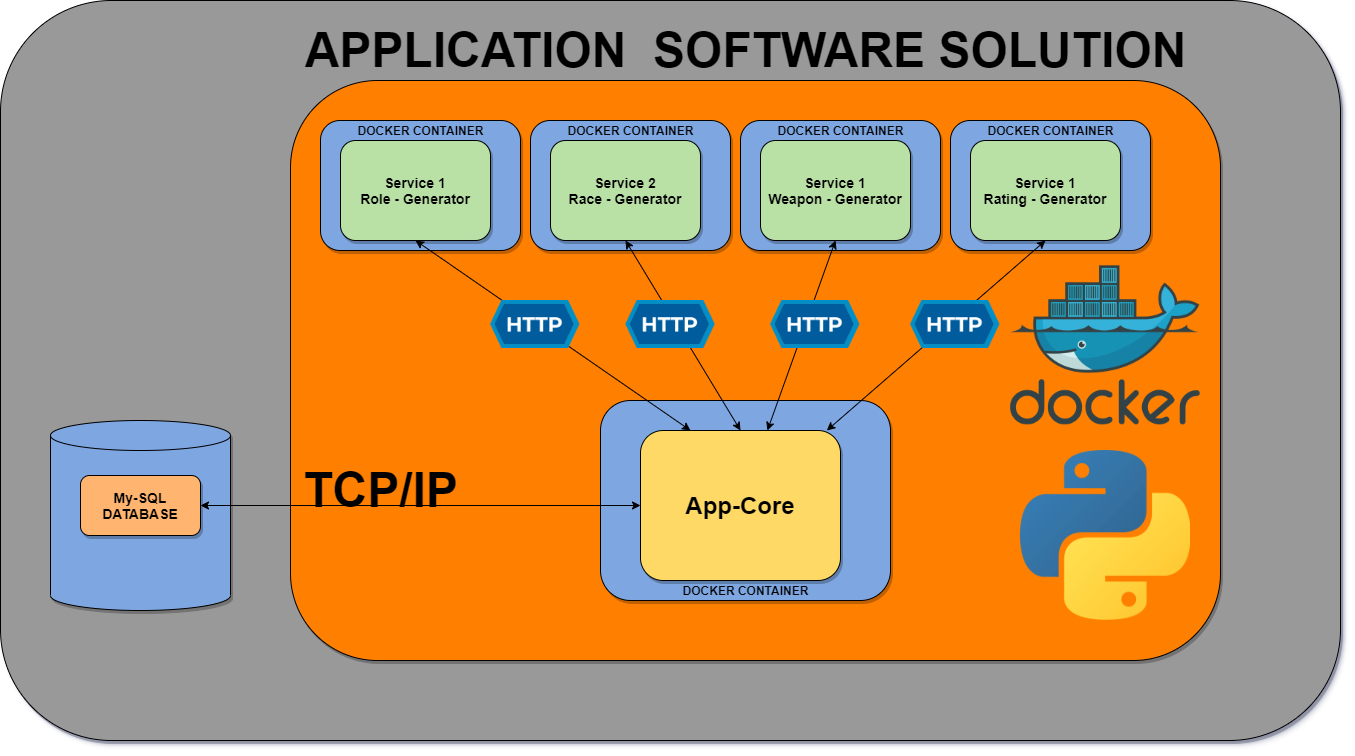 APPLICATION  SOFTWARE SOLUTION
DOCKER CONTAINER
Service 1
Role - Generator
DOCKER CONTAINER
Service 2
Race - Generator
DOCKER CONTAINER
Service 1
Weapon - Generator
DOCKER CONTAINER
Service 1
Rating - Generator
HTTP
HTTP
HTTP
HTTP
docker
My-SQL
DATABASE
TCP/IP
App-Core
DOCKER CONTAINER